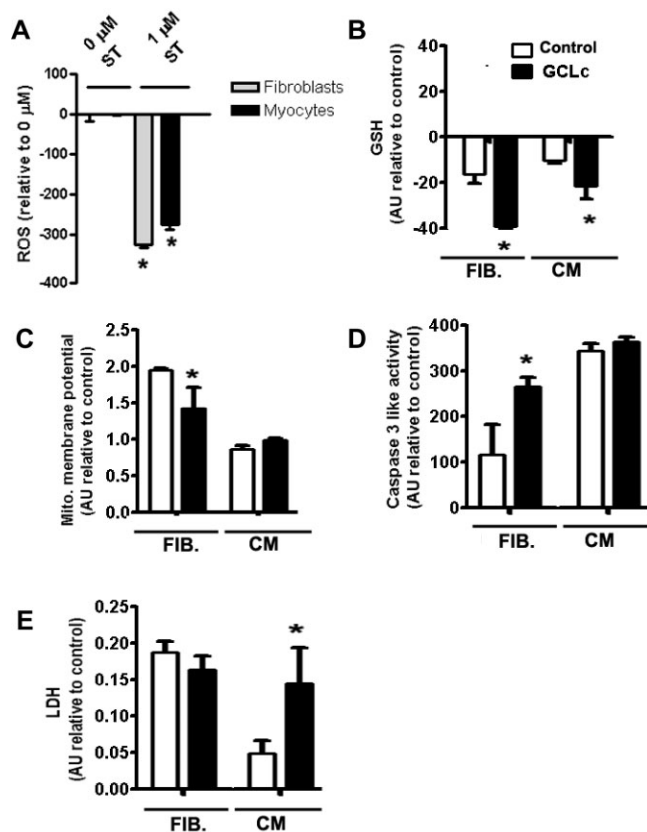 A
0 µM
ST
1 µM
ST
ROS (relative to 0 µM)
100
0
-100
-200
-300
-300
-400
Fibroblasts
Myocytes
*
*
B
Control
GCLc
GSH
(AU relative to control)
40
20
0
-20
-40
*
*
FIB.
CM
C
Mito. membrane potential
(AU relative to control)
2.5
2.0
1.5
1.0
0.5
0.0
*
FIB.
CM
D
Caspase 3 like activity
(AU relative to control)
400
300
200
100
0
*
FIB.
CM
E
LDH
(AU relative to control)
0.25
0.20
0.15
0.10
0.05
0.00
*
FIB.
CM